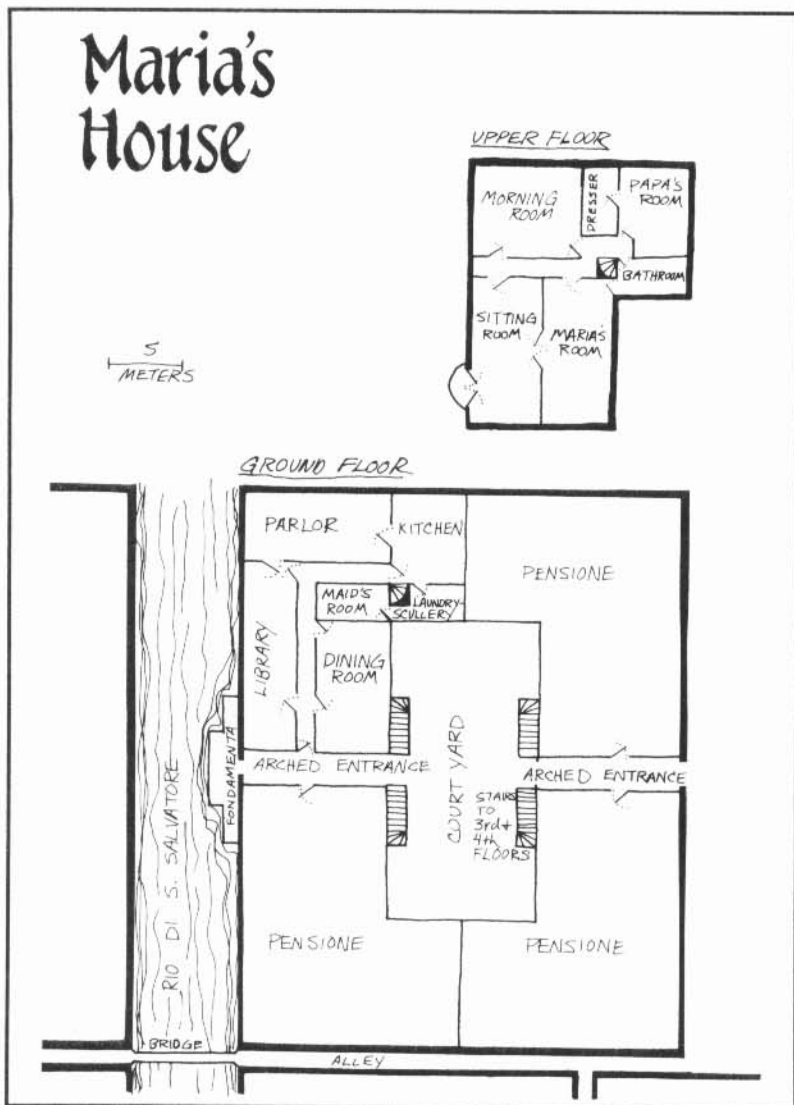 Maria's
House
UPPER FLOOR
MORNING
ROOM
DRESSER
PAPA'S
ROOM
BATHROOM
SITTING
ROOM
MARIA'S
ROOM
5
METERS
GROUND FLOOR
PARLOR
KITCHEN
PENSIONE
MAID'S
ROOM
LAUNDRY
SCULLERY
LIBRARY
DINING
ROOM
FONDAMENTA
ARCHED ENTRANCE
COURT YARD
ARCHED ENTRANCE
STAIRS
TO
3rd +
4th
FLOORS
RIO DI S. SALVATORE
PENSIONE
PENSIONE
BRIDGE
ALLEY